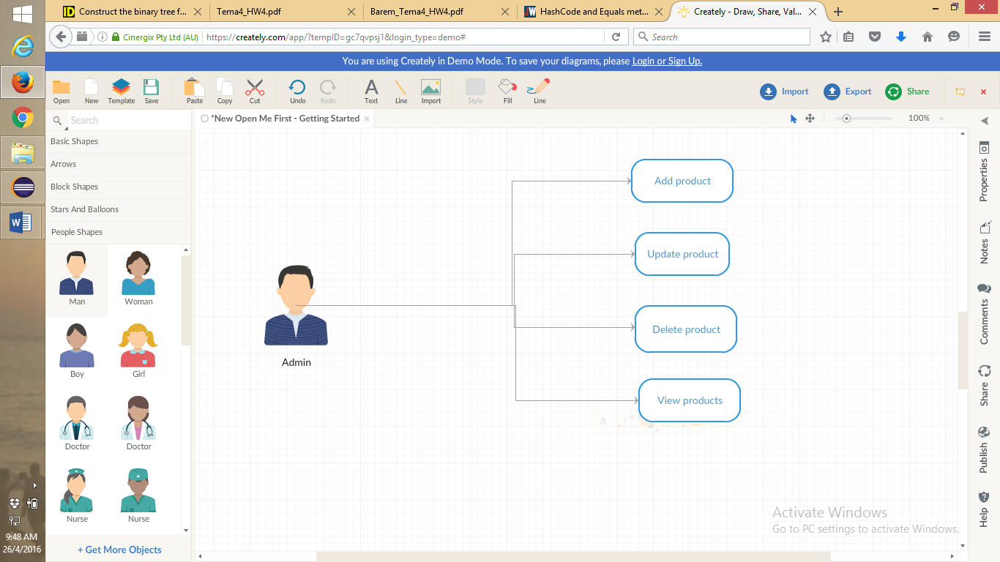 Construct the binary tree f...
Tema4_HW4.pdf
Barem_Tema4_HW4.pdf
HashCode and Equals met...
Creately - Draw, Share, Val...
Cinergix Pty Ltd (AU)
https://creately.com/app/?tempID=gc7qvpsj1&login_type=demo#
Search
You are using Creately in Demo Mode. To save your diagrams, please Login or Sign Up.
Open
New
Template
Save
Paste
Copy
Cut
Undo
Redo
Text
Line
Import
Style
Fill
Line
Import
Export
Share
Search
*New Open Me First - Getting Started
100%
Basic Shapes
Arrows
Block Shapes
Stars And Balloons
People Shapes
Man
Woman
Boy
Girl
Doctor
Doctor
Nurse
Nurse
+ Get More Objects
Add product
Update product
Delete product
View products
Admin
A
Properties
Notes
Comments
Share
Publish
Help
Activate Windows
Go to PC settings to activate Windows.
9:48 AM
26/4/2016